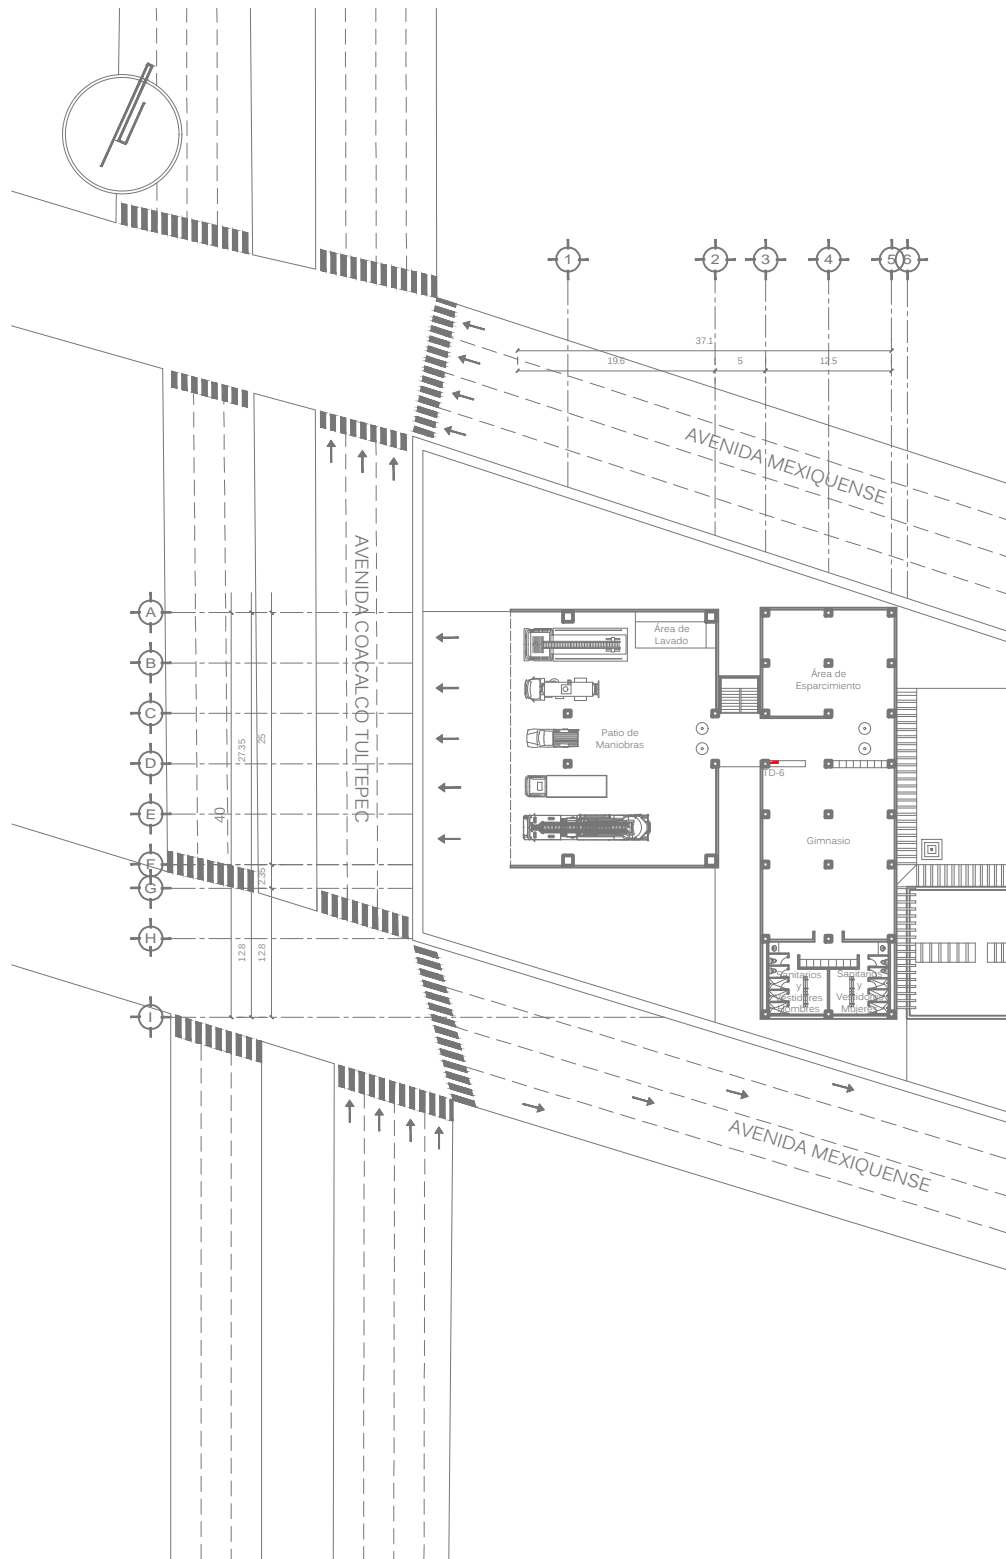 1
2
3
4
5
6
37.1
19.6
5
12.5
AVENIDA MEXIQUENSE
AVENIDA COACALCO TULTEPEC
A
B
C
D
E
F
G
H
I
27.35
25
40
2.35
12.8
12.8
Área de
Lavado
Patio de
Maniobras
Área de
Esparcimiento
TD-6
Gimnasio
Sanitarios
y
Vestidores
Hombres
Sanitarios
y
Vestidores
Mujeres
AVENIDA MEXIQUENSE